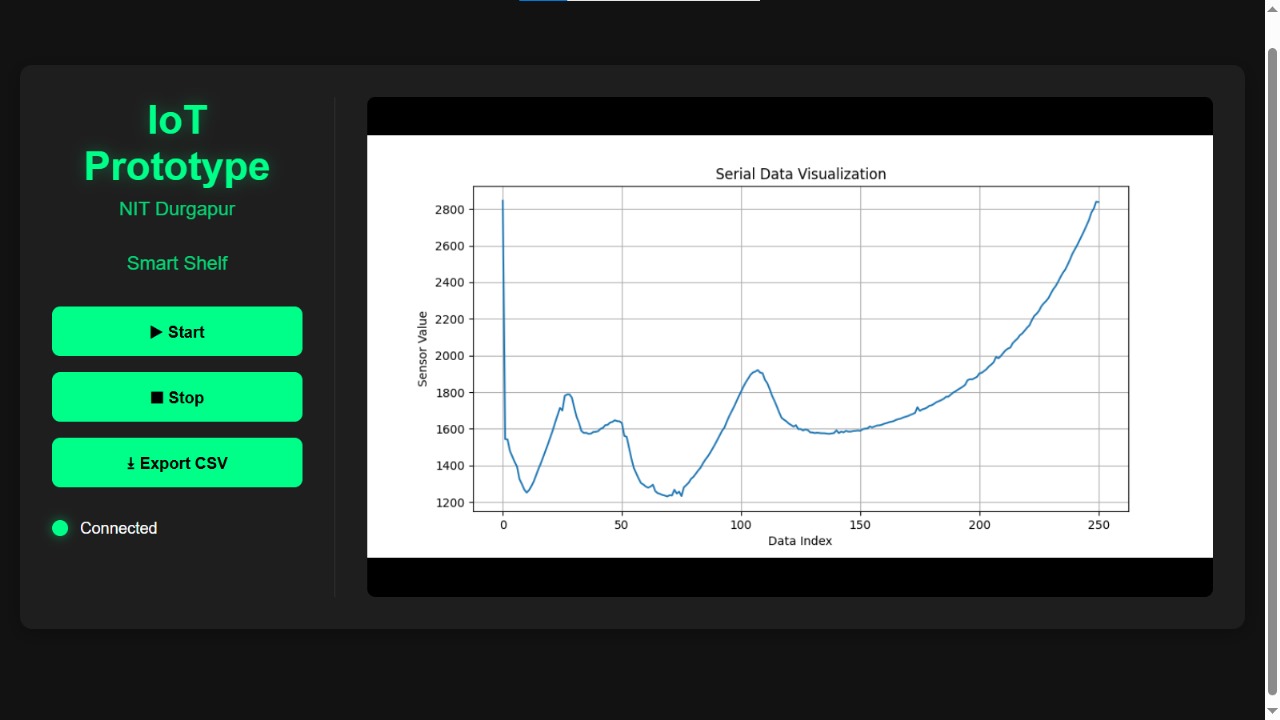 IoT
Prototype
NIT Durgapur
Smart Shelf
▶ Start
■ Stop
⤓ Export CSV
Connected
Serial Data Visualization
Sensor Value
2800
2600
2400
2200
2000
1800
1600
1400
1200
0 50 100 150 200 250
Data Index